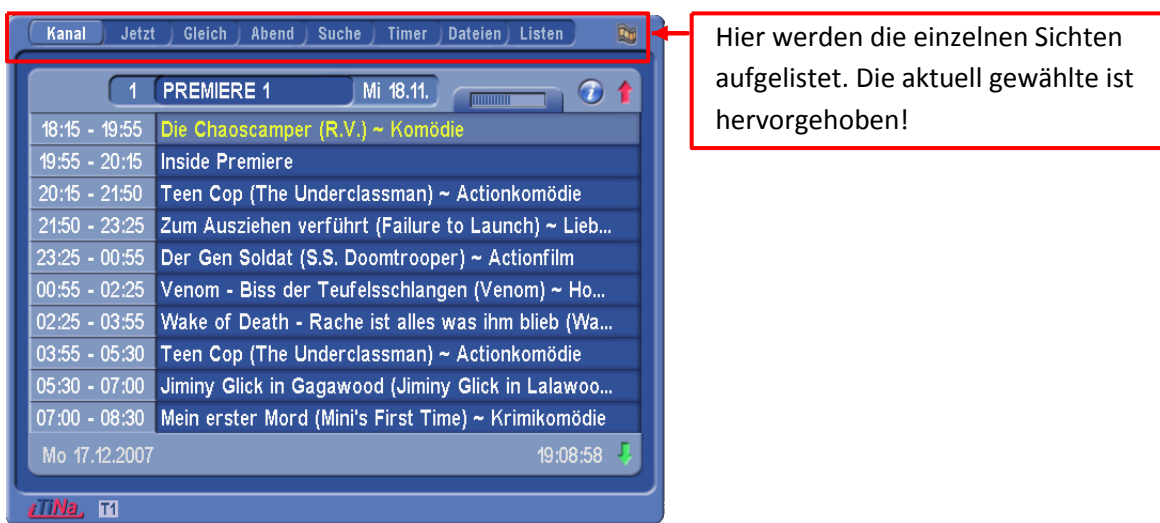 Kanal Jetzt Gleich Abend Suche Timer Dateien Listen
1 PREMIERE 1 Mi 18.11.
18:15 - 19:55 Die Chaoscamper (R.V.) ~ Komödie
19:55 - 20:15 Inside Premiere
20:15 - 21:50 Teen Cop (The Underclassman) ~ Actionkomödie
21:50 - 23:25 Zum Ausziehen verführt (Failure to Launch) ~ Lieb...
23:25 - 00:55 Der Gen Soldat (S.S. Doomtrooper) ~ Actionfilm
00:55 - 02:25 Venom - Biss der Teufelsschlangen (Venom) ~ Ho...
02:25 - 03:55 Wake of Death - Rache ist alles was ihm blieb (Wa...
03:55 - 05:30 Teen Cop (The Underclassman) ~ Actionkomödie
05:30 - 07:00 Jiminy Glick in Gagawood (Jiminy Glick in Lalawoo...
07:00 - 08:30 Mein erster Mord (Mini's First Time) ~ Krimikomödie
Mo 17.12.2007 19:08:58
iTiNa T1
Hier werden die einzelnen Sichten
aufgelistet. Die aktuell gewählte ist
hervorgehoben!